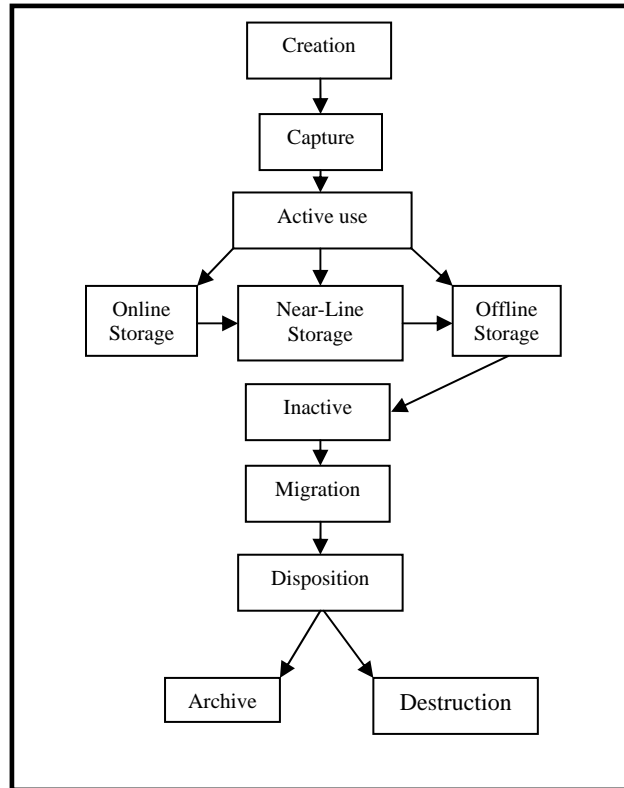 Creation
Capture
Active use
Online
Storage
Near-Line
Storage
Offline
Storage
Inactive
Migration
Disposition
Archive
Destruction